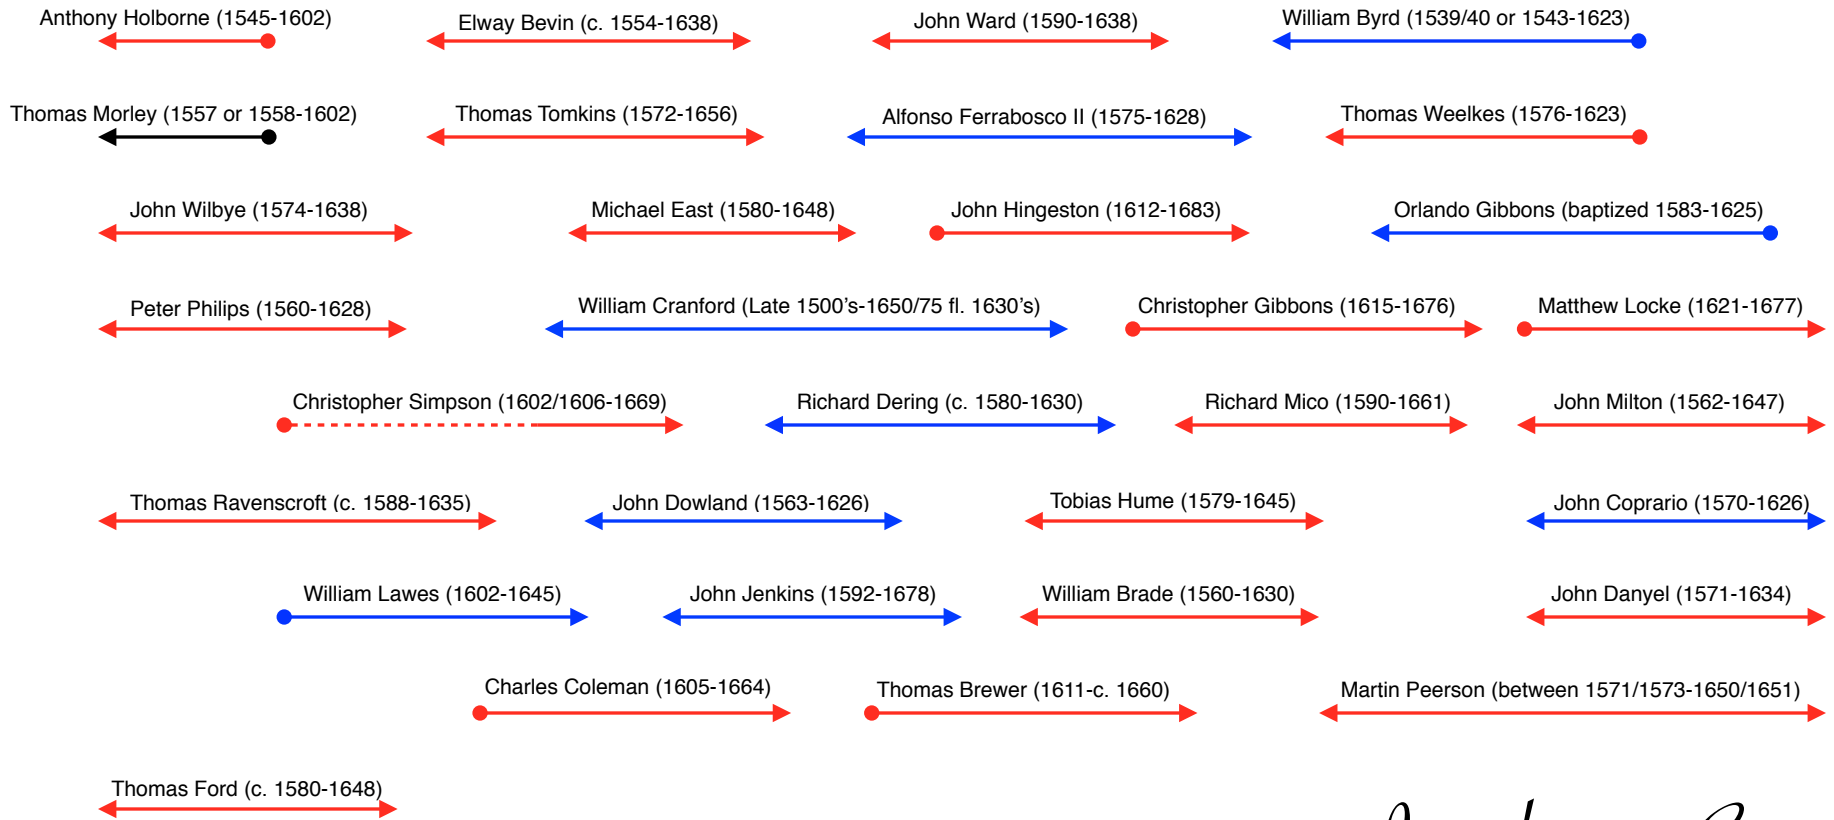 Anthony Holborne (1545-1602)
Elway Bevin (c. 1554-1638)
John Ward (1590-1638)
William Byrd (1539/40 or 1543-1623)
Thomas Morley (1557 or 1558-1602)
Thomas Tomkins (1572-1656)
Alfonso Ferrabosco II (1575-1628)
Thomas Weelkes (1576-1623)
John Wilbye (1574-1638)
Michael East (1580-1648)
John Hingeston (1612-1683)
Orlando Gibbons (baptized 1583-1625)
Peter Philips (1560-1628)
William Cranford (Late 1500's-1650/75 fl. 1630's)
Christopher Gibbons (1615-1676)
Matthew Locke (1621-1677)
Christopher Simpson (1602/1606-1669)
Richard Dering (c. 1580-1630)
Richard Mico (1590-1661)
John Milton (1562-1647)
Thomas Ravenscroft (c. 1588-1635)
John Dowland (1563-1626)
Tobias Hume (1579-1645)
John Coprario (1570-1626)
William Lawes (1602-1645)
John Jenkins (1592-1678)
William Brade (1560-1630)
John Danyel (1571-1634)
Charles Coleman (1605-1664)
Thomas Brewer (1611-c. 1660)
Martin Peerson (between 1571/1573-1650/1651)
Thomas Ford (c. 1580-1648)